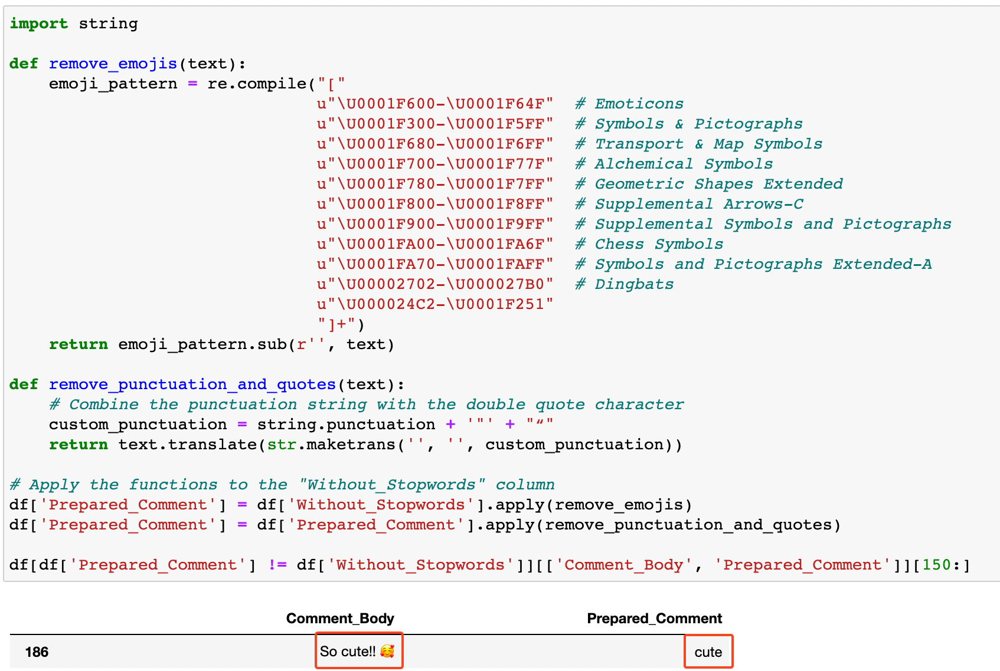 import string
def remove_emojis(text):
    emoji_pattern = re.compile("["
                               u"\U0001F600-\U0001F64F"  # Emoticons
                               u"\U0001F300-\U0001F5FF"  # Symbols & Pictographs
                               u"\U0001F680-\U0001F6FF"  # Transport & Map Symbols
                               u"\U0001F700-\U0001F77F"  # Alchemical Symbols
                               u"\U0001F780-\U0001F7FF"  # Geometric Shapes Extended
                               u"\U0001F800-\U0001F8FF"  # Supplemental Arrows-C
                               u"\U0001F900-\U0001F9FF"  # Supplemental Symbols and Pictographs
                               u"\U0001FA00-\U0001FA6F"  # Chess Symbols
                               u"\U0001FA70-\U0001FAFF"  # Symbols and Pictographs Extended-A
                               u"\U00002702-\U000027B0"  # Dingbats
                               u"\U000024C2-\U0001F251"
                               "]+")
    return emoji_pattern.sub(r'', text)
def remove_punctuation_and_quotes(text):
    # Combine the punctuation string with the double quote character
    custom_punctuation = string.punctuation + '"' + "“"
    return text.translate(str.maketrans('', '', custom_punctuation))
# Apply the functions to the "Without_Stopwords" column
df['Prepared_Comment'] = df['Without_Stopwords'].apply(remove_emojis)
df['Prepared_Comment'] = df['Prepared_Comment'].apply(remove_punctuation_and_quotes)
df[df['Prepared_Comment'] != df['Without_Stopwords']][['Comment_Body', 'Prepared_Comment']][150:]
Comment_Body Prepared_Comment
186 So cute!! 🥰 cute